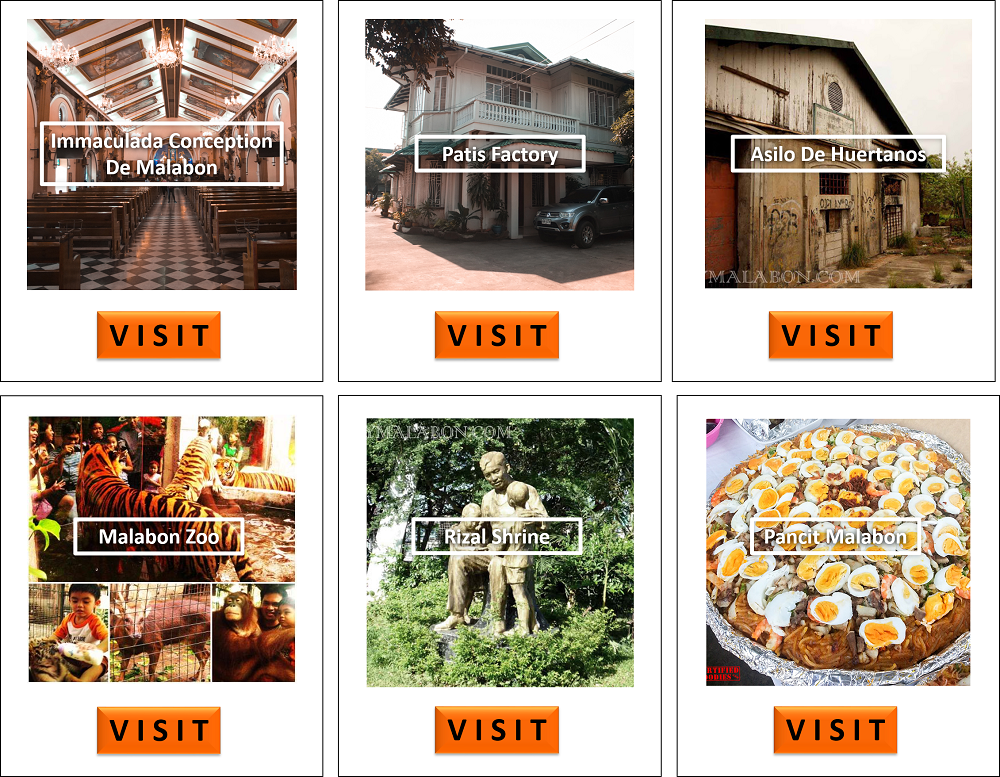 Immaculada Conception
De Malabon
VISIT
Patis Factory
VISIT
Asilo De Huertanos
MALABON.COM
VISIT
Malabon Zoo
VISIT
MALABON.COM
Rizal Shrine
VISIT
Pancit Malabon
VISIT